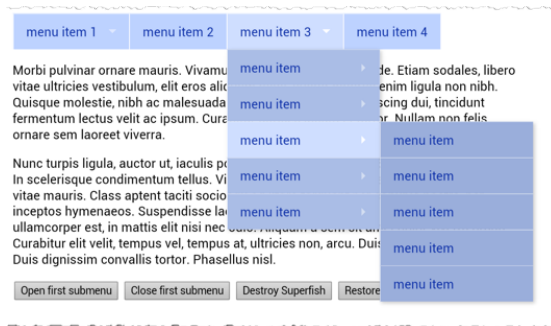 menu item 1 menu item 2 menu item 3 menu item 4
Morbi pulvinar ornare mauris. Vivamu de. Etiam sodales, libero
menu item
vitae ultricies vestibulum, elit eros alic enim ligula non nibh.
Quisque molestie, nibh ac malesuada scing dui, tincidunt
menu item
fermentum lectus velit ac ipsum. Cura or. Nullam non felis
ornare sem laoreet viverra.
menu item menu item
Nunc turpis ligula, auctor ut, iaculis po
In scelerisque condimentum tellus. Vi
menu item menu item
vitae mauris. Class aptent taciti socio
inceptos hymenaeos. Suspendisse la
menu item menu item
ullamcorper est, in mattis elit nisi nec
Curabitur elit velit, tempus vel, tempus at, ultricies non, arcu. Duis
menu item
Duis dignissim convallis tortor. Phasellus nisl.
menu item
Open first submenu Close first submenu Destroy Superfish Restore